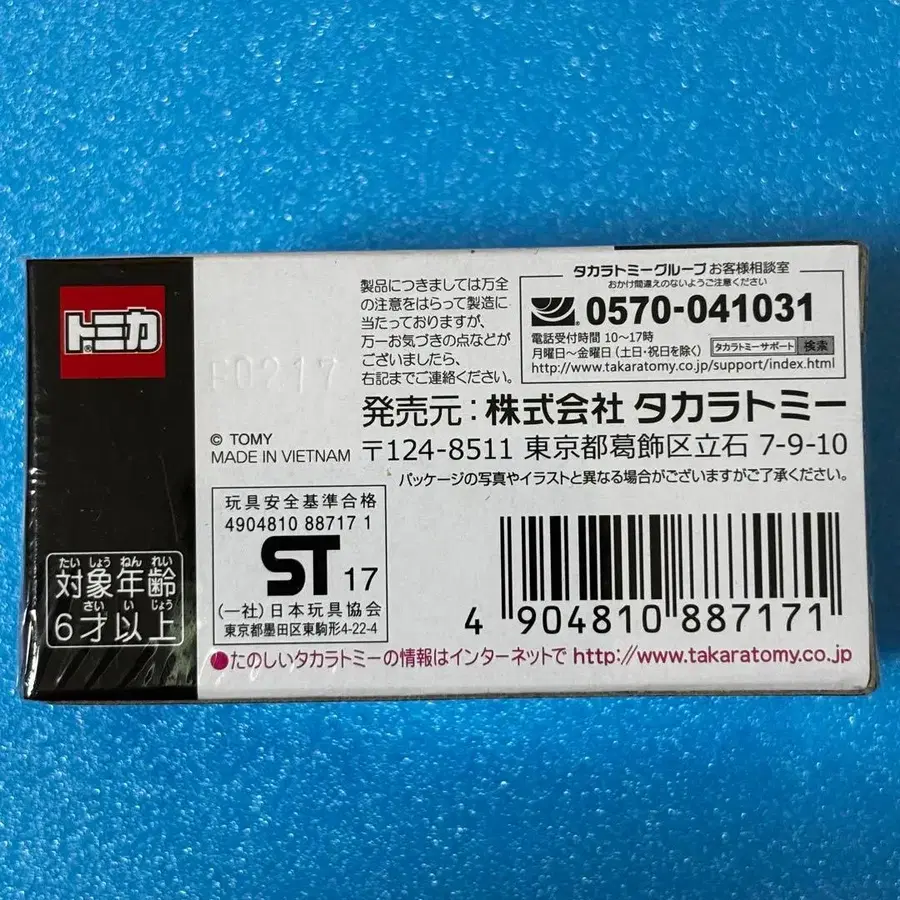 トミカ
®
F0217
© TOMY
MADE IN VIETNAM
製品につきましては万全
の注意をはらって製造に
当たっておりますが、
万一お気づきの点などが
ございましたら、
右記までご連絡ください。
タカラトミーグループ お客様相談室
おかけ間違えのないようご注意ください
0570-041031
電話受付時間 10〜17時
月曜日〜金曜日 (土日・祝日を除く)
タカラトミーサポート 検索
http://www.takaratomy.co.jp/support/index.html
発売元 : 株式会社 タカラトミー
〒124-8511 東京都葛飾区立石 7-9-10
パッケージの写真やイラストと異なる場合がございますがご了承ください。
玩具安全基準合格
4904810 88717 1
ST 17
(一社) 日本玩具協会
東京都墨田区東駒形4-22-4
たい しょう ねん れい
対象年齢
さい い じょう
6才以上
4 904810 887171
●たのしいタカラトミーの情報はインターネットで http://www.takaratomy.co.jp